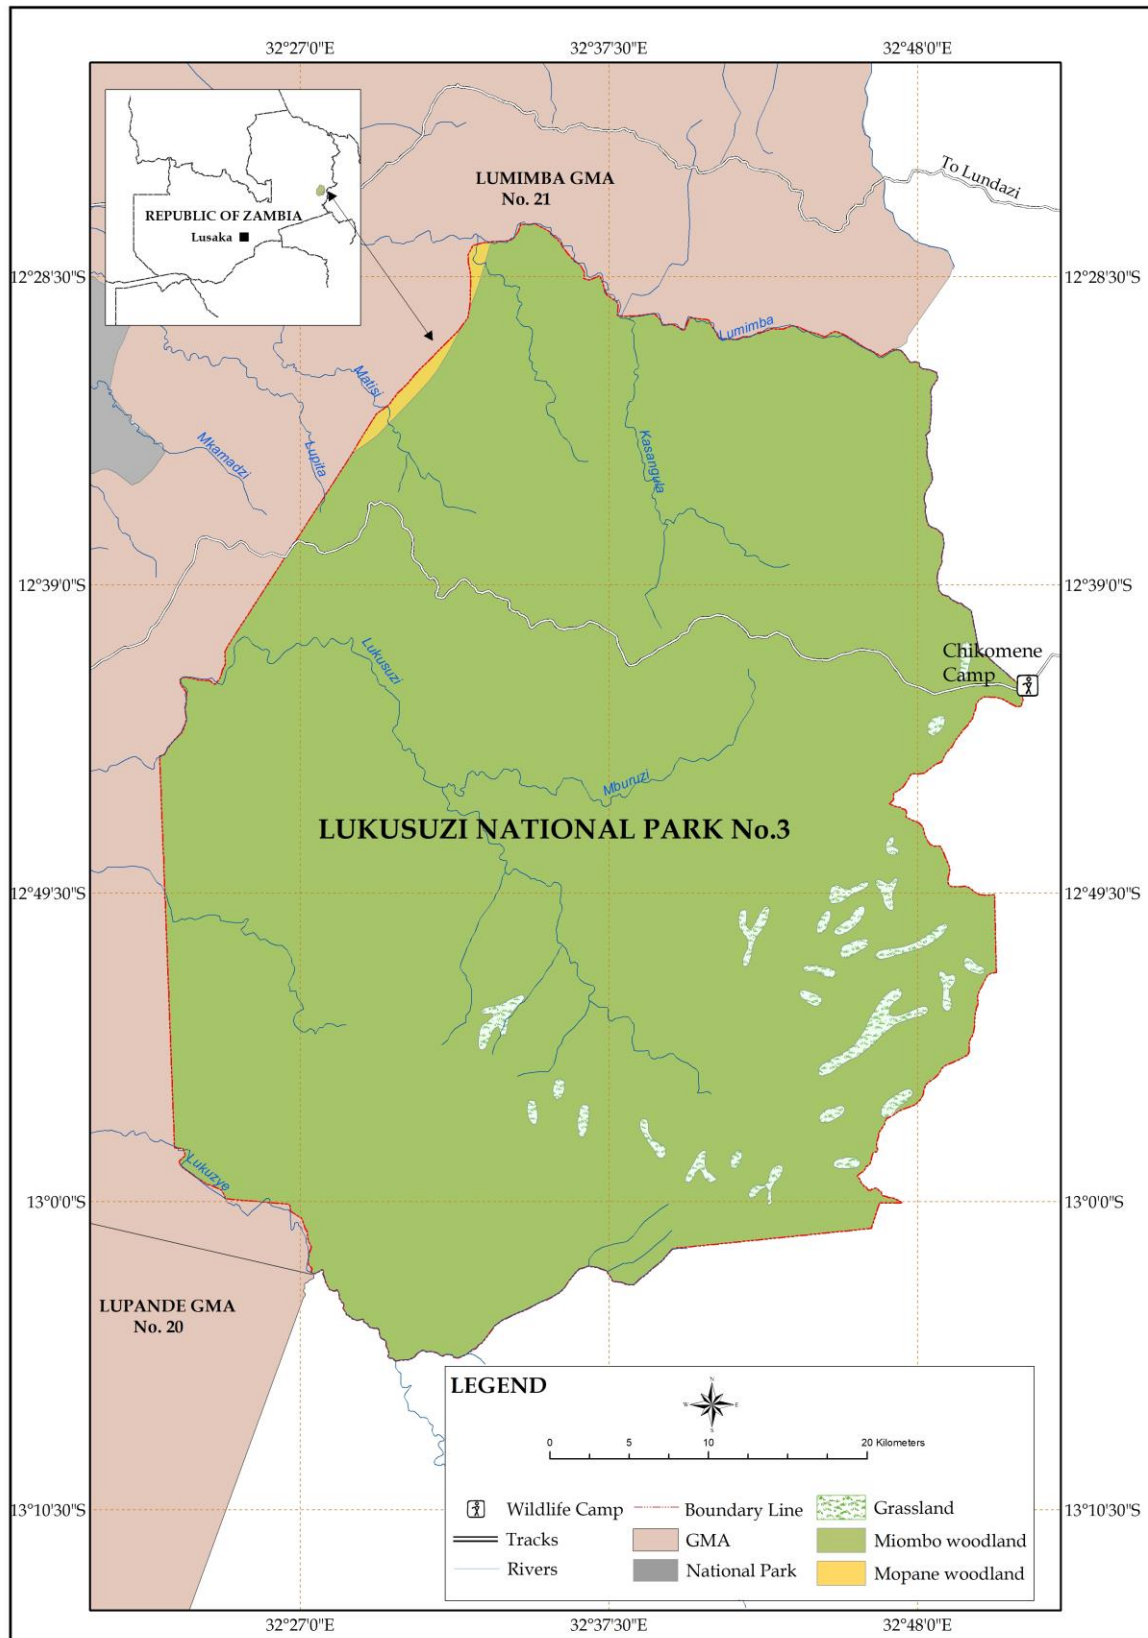 32°27'0"E
32°37'30"E
32°48'0"E
To Lundazi
LUMIMBA GMA
No. 21
REPUBLIC OF ZAMBIA
Lusaka
12°28'30"S
12°28'30"S
Lumimba
Matisi
Mkamadzi
Lupita
Kasangula
12°39'0"S
12°39'0"S
Lukusuzi
Chikomene
Camp
Mburuzi
LUKUSUZI NATIONAL PARK No.3
12°49'30"S
12°49'30"S
Lukuzye
13°0'0"S
13°0'0"S
LUPANDE GMA
No. 20
LEGEND
N
W
E
S
0 5 10 20 Kilometers
Wildlife Camp
Boundary Line
Grassland
Tracks
GMA
Miombo woodland
Rivers
National Park
Mopane woodland
13°10'30"S
13°10'30"S
32°27'0"E
32°37'30"E
32°48'0"E